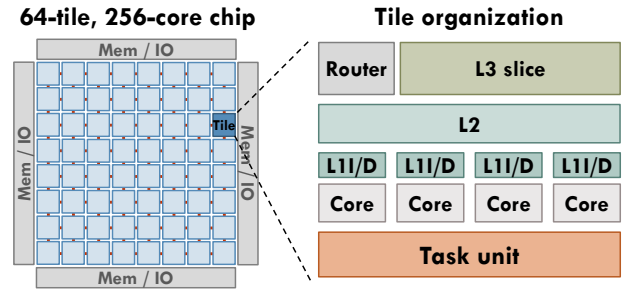 64-tile, 256-core chip
Tile organization
Mem / IO
Mem / IO
Tile
Mem / IO
Mem / IO
Router
L3 slice
L2
L1I/D L1I/D L1I/D L1I/D
Core Core Core Core
Task unit